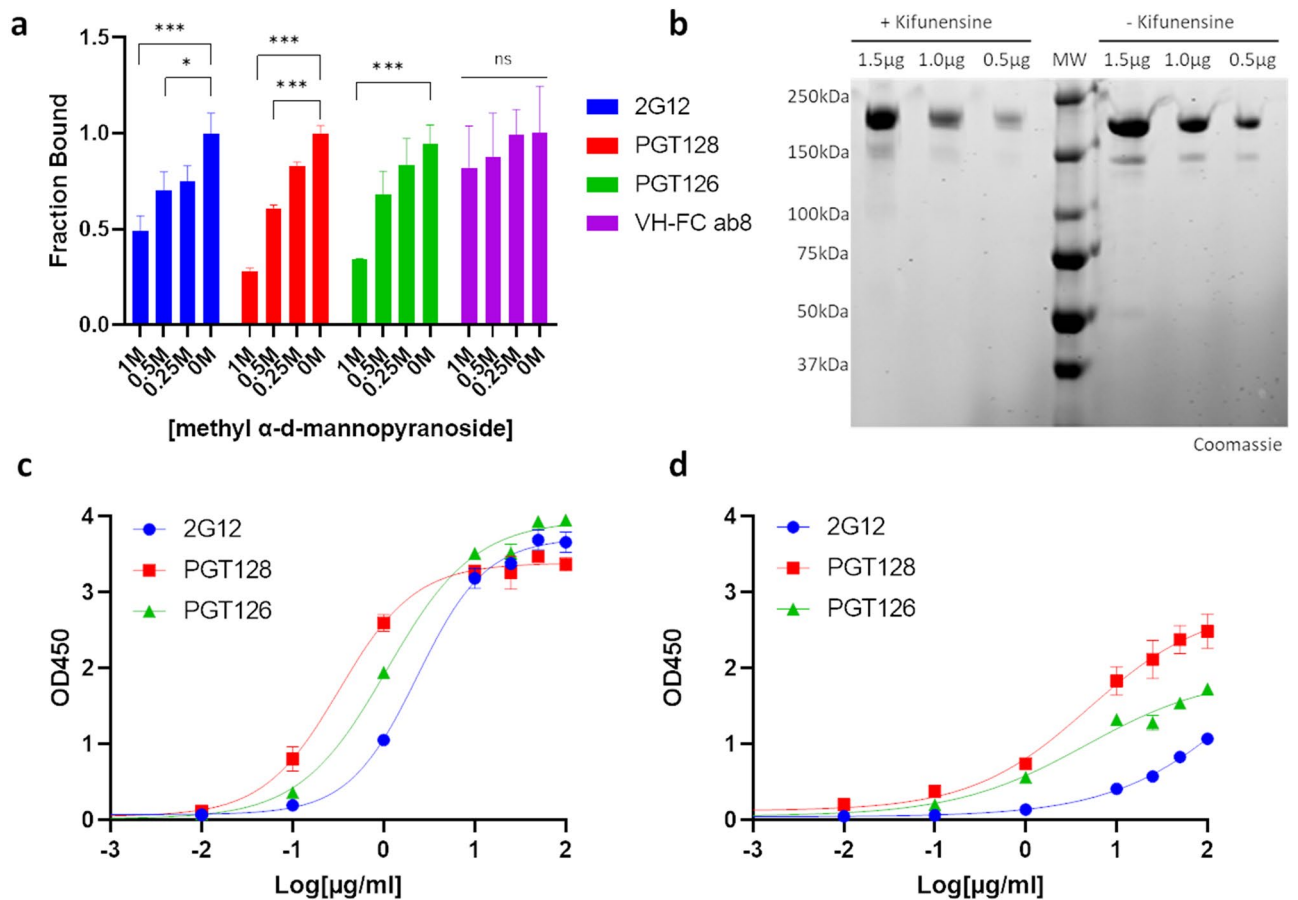 a
1.5
1.0
0.5
0.0
Fraction Bound
***
*
***
***
***
ns
1M
0.5M
0.25M
0M
1M
0.5M
0.25M
0M
1M
0.5M
0.25M
0M
1M
0.5M
0.25M
0M
[methyl α-d-mannopyranoside]
2G12
PGT128
PGT126
VH-FC ab8
b
+ Kifunensine - Kifunensine
1.5µg 1.0µg 0.5µg MW 1.5µg 1.0µg 0.5µg
250kDa
150kDa
100kDa
75kDa
50kDa
37kDa
Coomassie
c
2G12
PGT128
PGT126
4
3
2
1
0
OD450
-3 -2 -1 0 1 2
Log[µg/ml]
d
2G12
PGT128
PGT126
4
3
2
1
0
OD450
-3 -2 -1 0 1 2
Log[µg/ml]